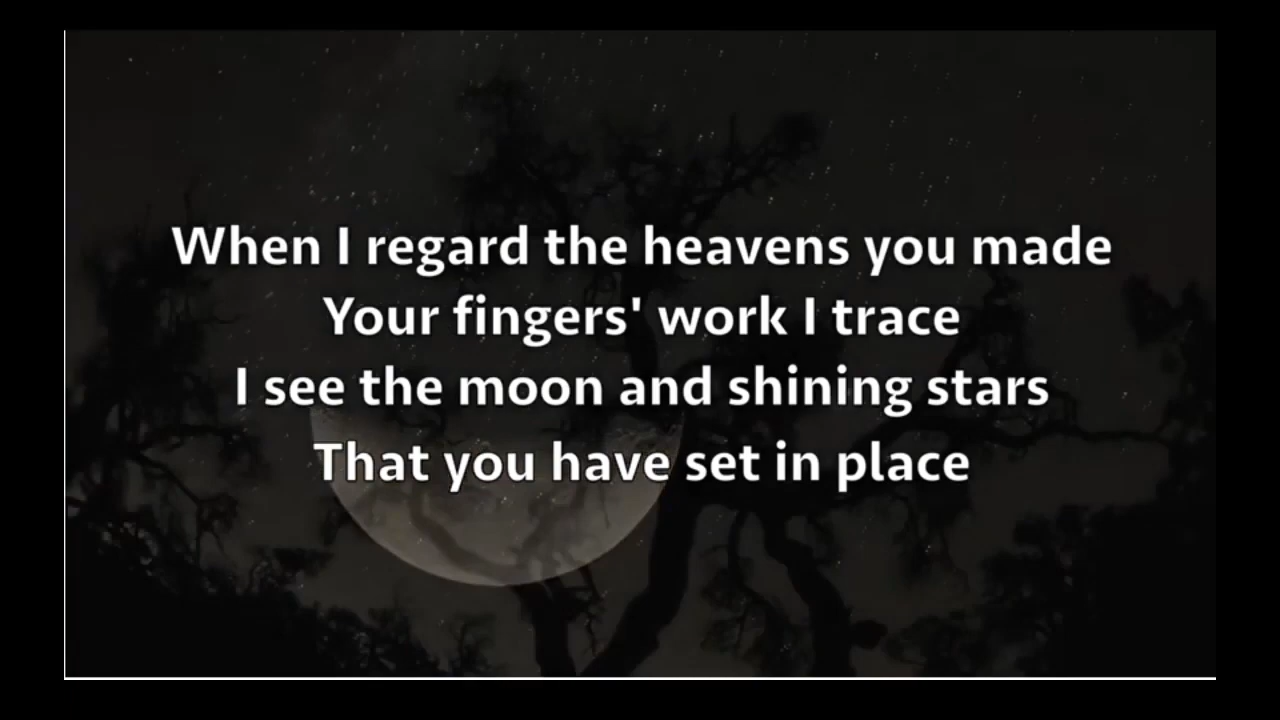 When I regard the heavens you made
Your fingers' work I trace
I see the moon and shining stars
That you have set in place